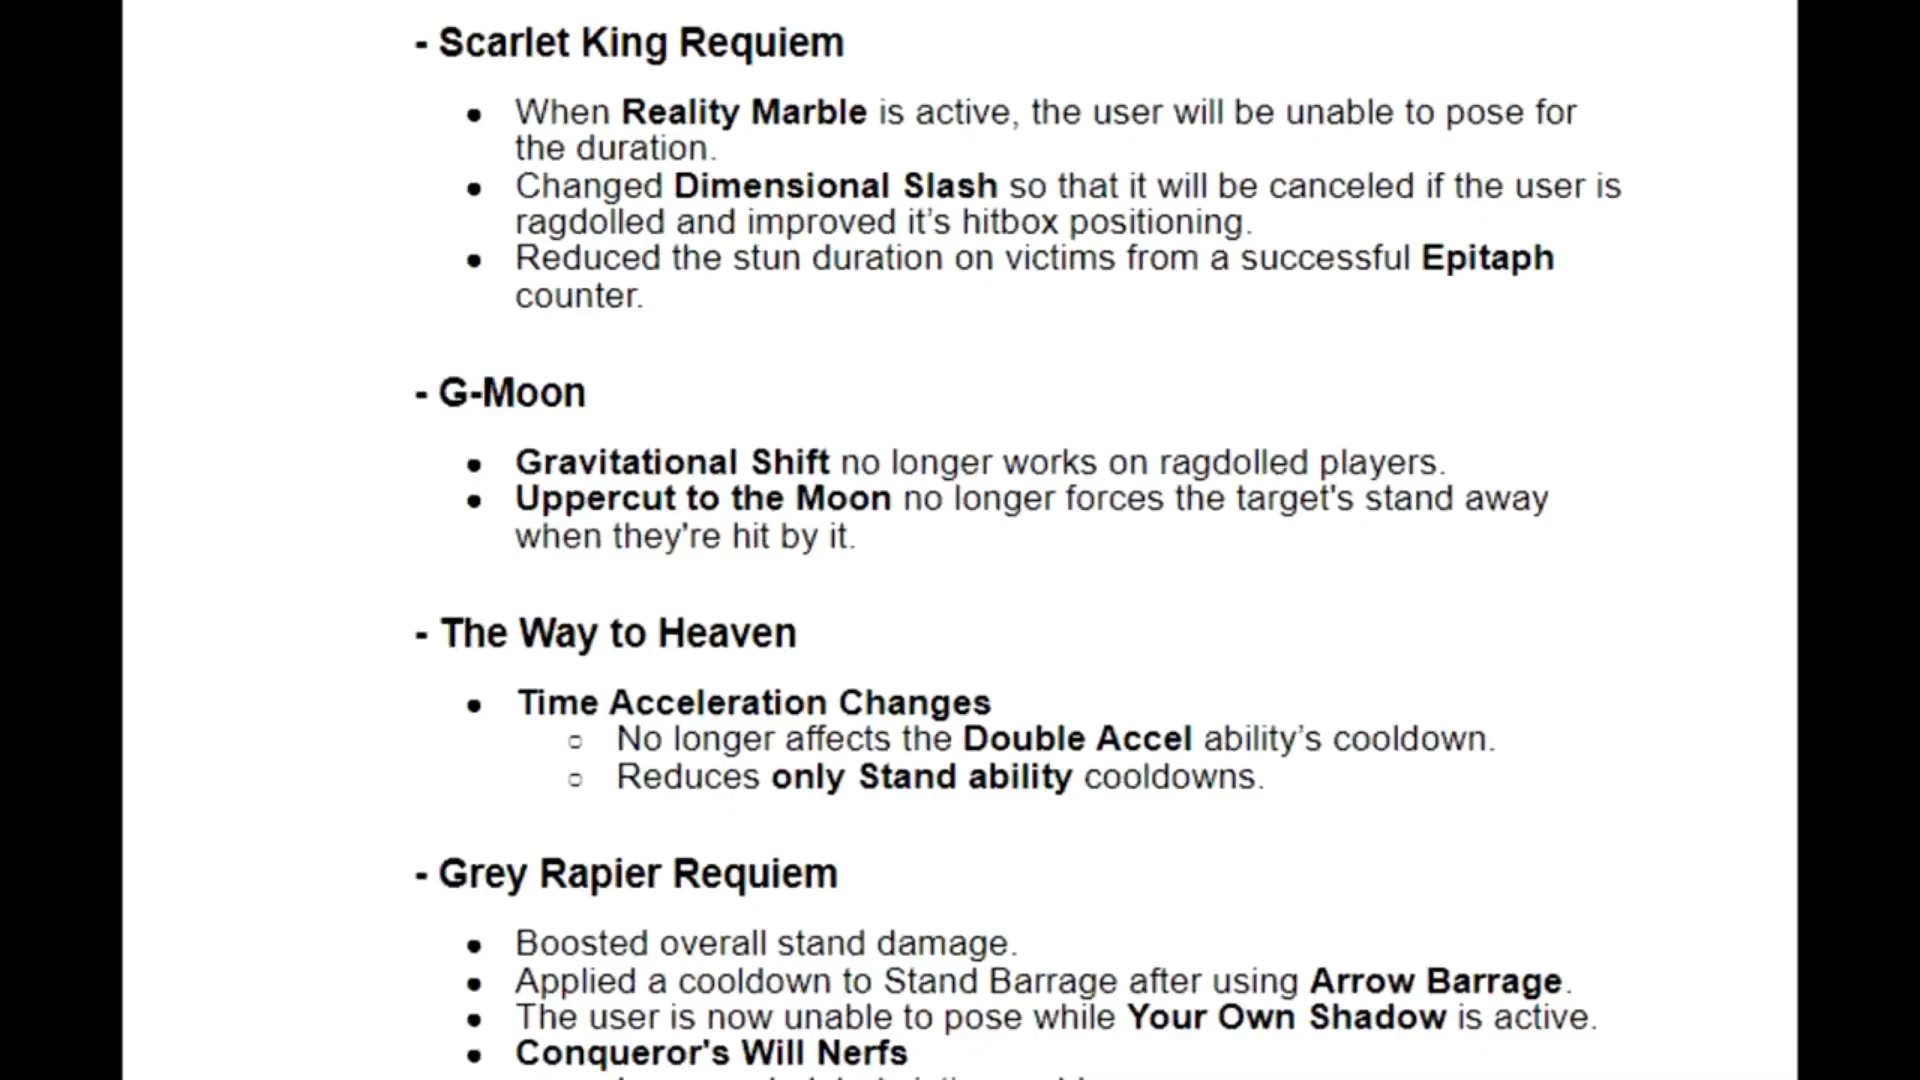 - Scarlet King Requiem
● When Reality Marble is active, the user will be unable to pose for
the duration.
● Changed Dimensional Slash so that it will be canceled if the user is
ragdolled and improved it’s hitbox positioning.
● Reduced the stun duration on victims from a successful Epitaph
counter.
- G-Moon
● Gravitational Shift no longer works on ragdolled players.
● Uppercut to the Moon no longer forces the target's stand away
when they're hit by it.
- The Way to Heaven
● Time Acceleration Changes
○ No longer affects the Double Accel ability’s cooldown.
○ Reduces only Stand ability cooldowns.
- Grey Rapier Requiem
● Boosted overall stand damage.
● Applied a cooldown to Stand Barrage after using Arrow Barrage.
● The user is now unable to pose while Your Own Shadow is active.
● Conqueror's Will Nerfs